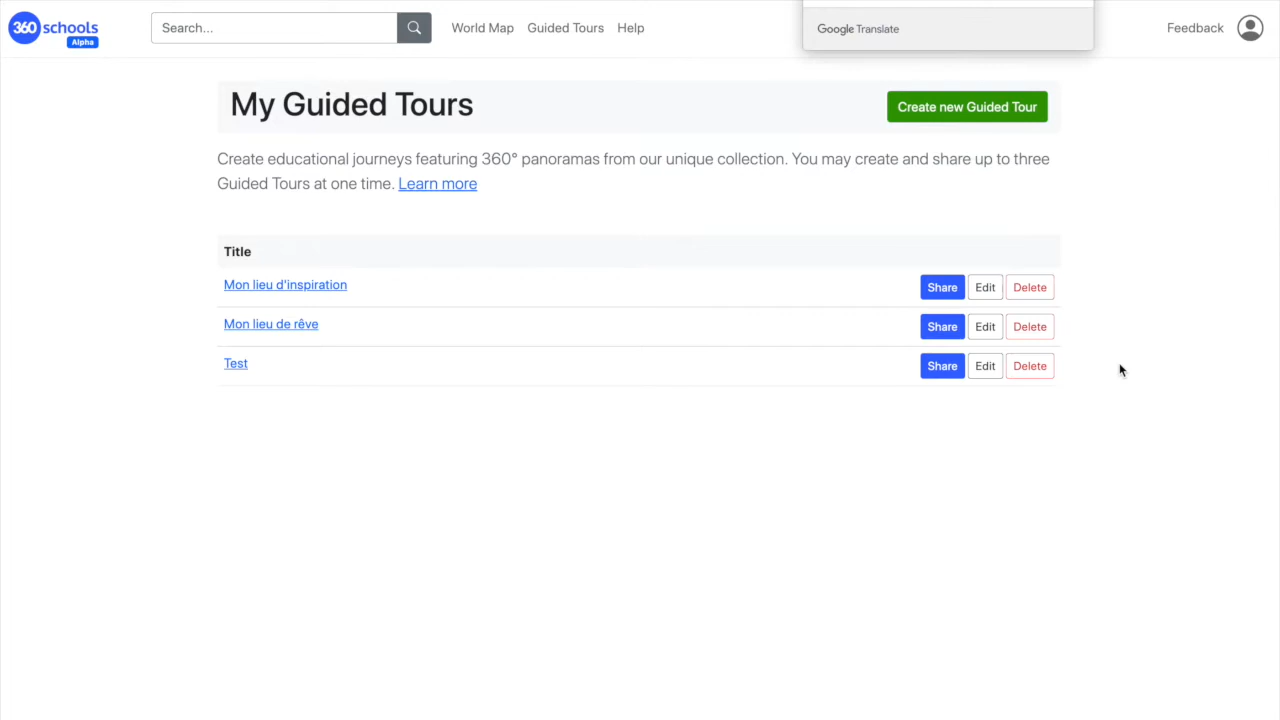 360 schools
Alpha
Search...
World Map
Guided Tours
Help
Google Translate
Feedback
My Guided Tours
Create new Guided Tour
Create educational journeys featuring 360° panoramas from our unique collection. You may create and share up to three
Guided Tours at one time. Learn more
Title
Mon lieu d'inspiration
Share
Edit
Delete
Mon lieu de rêve
Share
Edit
Delete
Test
Share
Edit
Delete